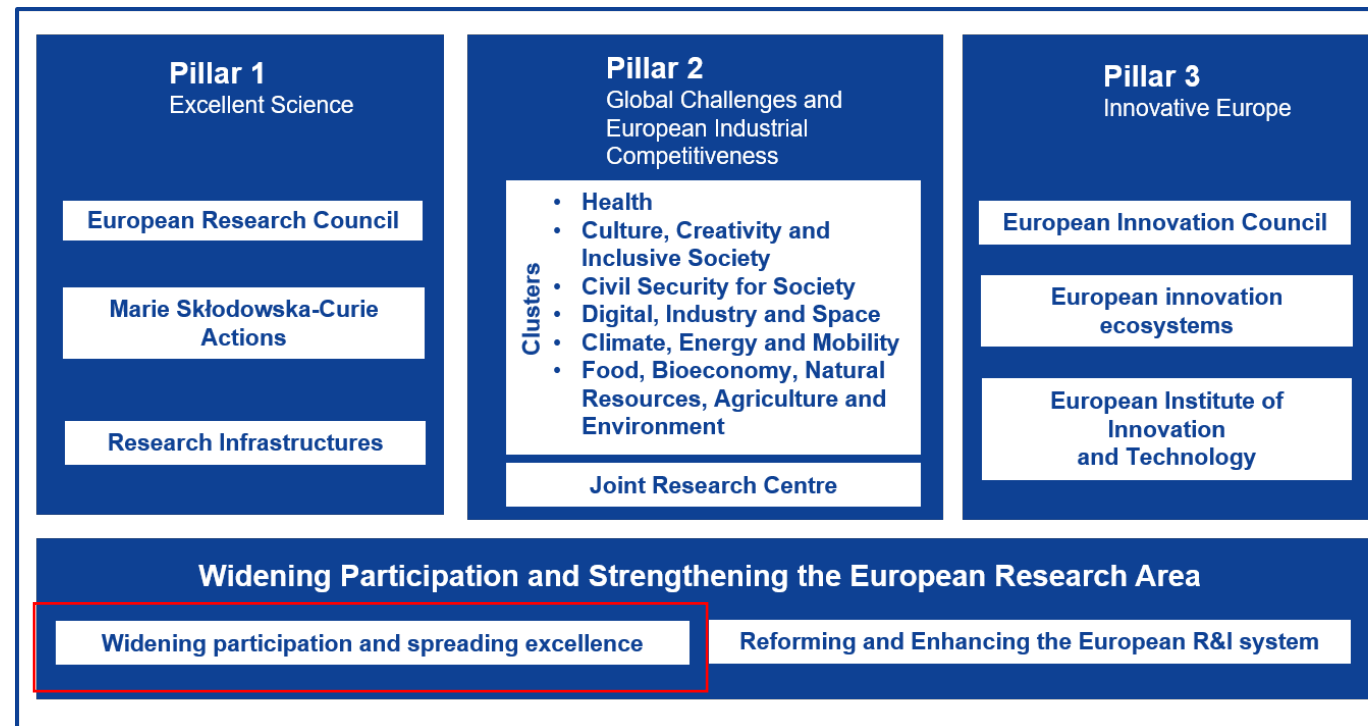 Pillar 1
Excellent Science
European Research Council
Marie Skłodowska-Curie
Actions
Research Infrastructures
Pillar 2
Global Challenges and
European Industrial
Competitiveness
Clusters
• Health
• Culture, Creativity and
Inclusive Society
• Civil Security for Society
• Digital, Industry and Space
• Climate, Energy and Mobility
• Food, Bioeconomy, Natural
Resources, Agriculture and
Environment
Joint Research Centre
Pillar 3
Innovative Europe
European Innovation Council
European innovation
ecosystems
European Institute of
Innovation
and Technology
Widening Participation and Strengthening the European Research Area
Widening participation and spreading excellence
Reforming and Enhancing the European R&I system